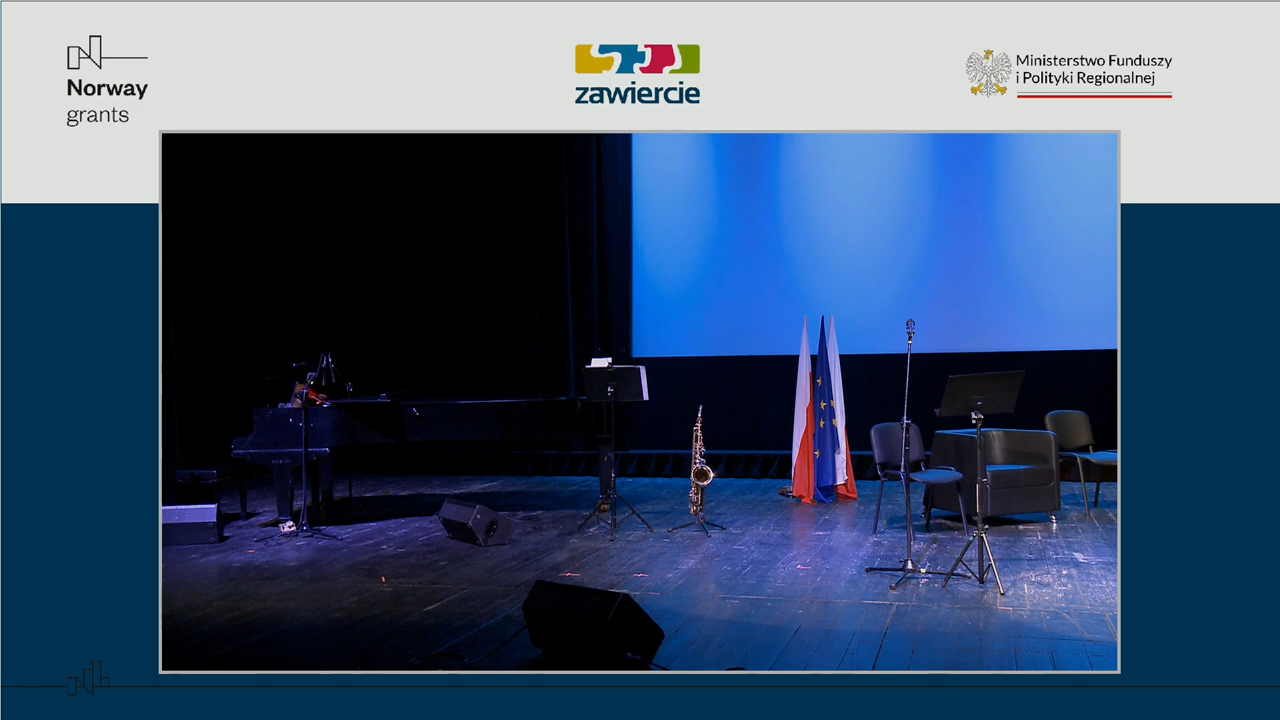 Norway
grants
zawiercie
Ministerstwo Funduszy
i Polityki Regionalnej